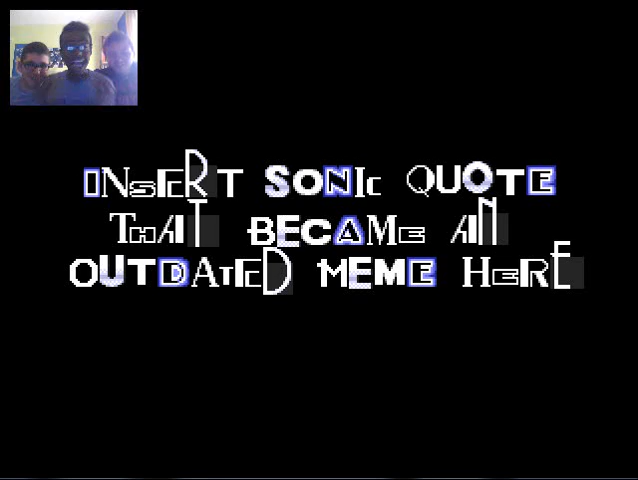 INSERT SONIC QUOTE
THAT BECAME AN
OUTDATED MEME HERE